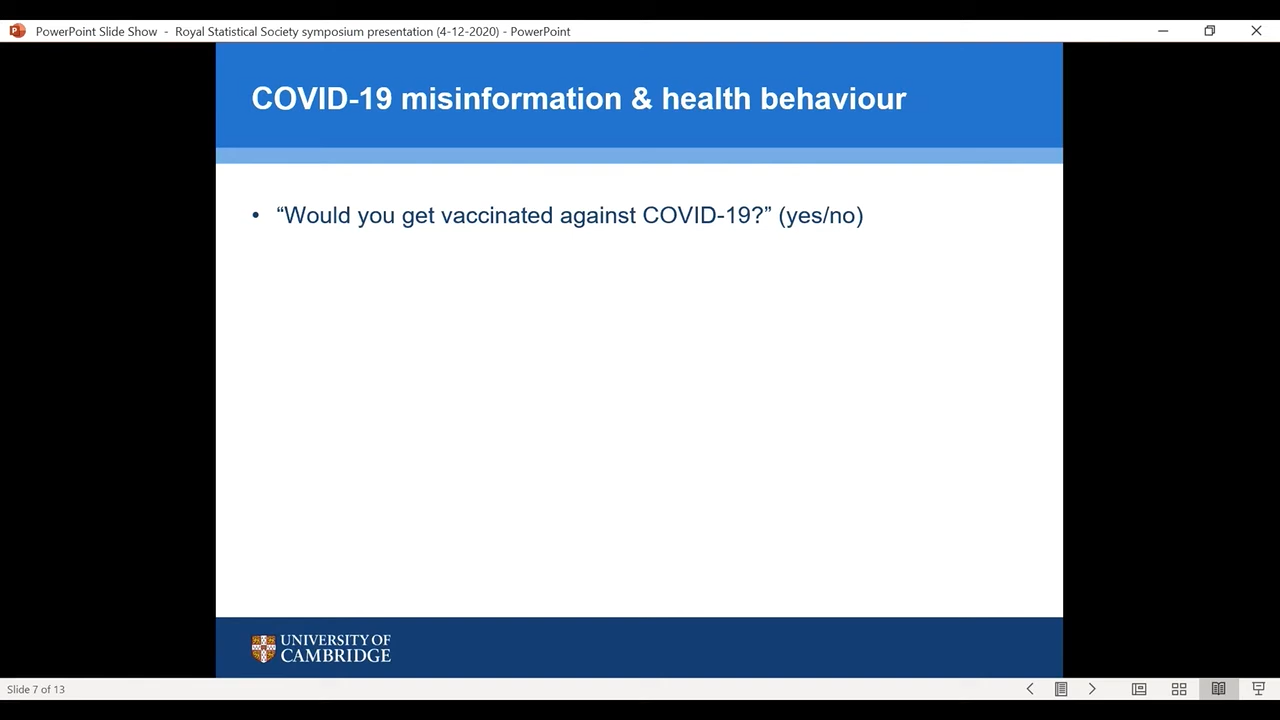 PowerPoint Slide Show - Royal Statistical Society symposium presentation (4-12-2020) - PowerPoint
COVID-19 misinformation & health behaviour
• “Would you get vaccinated against COVID-19?” (yes/no)
UNIVERSITY OF
CAMBRIDGE
Slide 7 of 13